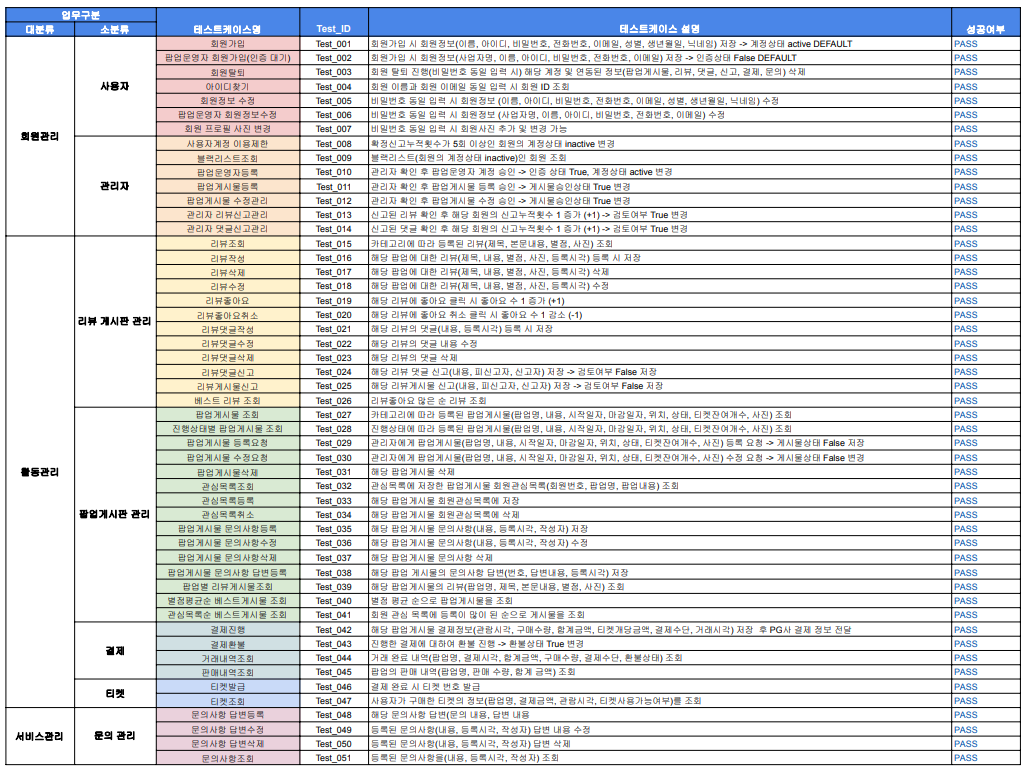 업무구분 테스트케이스명 Test_ID 테스트케이스 설명 성공여부
대분류 소분류
회원관리 사용자 회원가입 Test_001 회원가입 시 회원정보(이름, 아이디, 비밀번호, 전화번호, 이메일, 성별, 생년월일, 닉네임) 저장 -> 계정상태 active DEFAULT PASS
팝업운영자 회원가입(인증 대기) Test_002 회원가입 시 회원정보(사업자명, 이름, 아이디, 비밀번호, 전화번호, 이메일) 저장 -> 인증상태 False DEFAULT PASS
회원탈퇴 Test_003 회원 탈퇴 진행(비밀번호 동일 입력 시) 해당 계정 및 연동된 정보(팝업게시물, 리뷰, 댓글, 신고, 결제, 문의) 삭제 PASS
아이디찾기 Test_004 회원 이름과 회원 이메일 동일 입력 시 회원 ID 조회 PASS
회원정보 수정 Test_005 비밀번호 동일 입력 시 회원정보 (이름, 아이디, 비밀번호, 전화번호, 이메일, 성별, 생년월일, 닉네임) 수정 PASS
팝업운영자 회원정보수정 Test_006 비밀번호 동일 입력 시 회원정보 (사업자명, 이름, 아이디, 비밀번호, 전화번호, 이메일) 수정 PASS
회원 프로필 사진 변경 Test_007 비밀번호 동일 입력 시 회원사진 추가 및 변경 가능 PASS
관리자 사용자계정 이용제한 Test_008 확정신고누적횟수가 5회 이상인 회원의 계정상태 inactive 변경 PASS
블랙리스트조회 Test_009 블랙리스트(회원의 계정상태 inactive)인 회원 조회 PASS
팝업운영자등록 Test_010 관리자 확인 후 팝업운영자 계정 승인 -> 인증 상태 True, 계정상태 active 변경 PASS
팝업게시물등록 Test_011 관리자 확인 후 팝업게시물 등록 승인 -> 게시물승인상태 True 변경 PASS
팝업게시물 수정관리 Test_012 관리자 확인 후 팝업게시물 수정 승인 -> 게시물승인상태 True 변경 PASS
관리자 리뷰신고관리 Test_013 신고된 리뷰 확인 후 해당 회원의 신고누적횟수 1 증가 (+1) -> 검토여부 True 변경 PASS
관리자 댓글신고관리 Test_014 신고된 댓글 확인 후 해당 회원의 신고누적횟수 1 증가 (+1) -> 검토여부 True 변경 PASS
활동관리 리뷰 게시판 관리 리뷰조회 Test_015 카테고리에 따라 등록된 리뷰(제목, 본문내용, 별점, 사진) 조회 PASS
리뷰작성 Test_016 해당 팝업에 대한 리뷰(제목, 내용, 별점, 사진, 등록시각) 등록 시 저장 PASS
리뷰삭제 Test_017 해당 팝업에 대한 리뷰(제목, 내용, 별점, 사진, 등록시각) 삭제 PASS
리뷰수정 Test_018 해당 팝업에 대한 리뷰(제목, 내용, 별점, 사진, 등록시각) 수정 PASS
리뷰좋아요 Test_019 해당 리뷰에 좋아요 클릭 시 좋아요 수 1 증가 (+1) PASS
리뷰좋아요취소 Test_020 해당 리뷰에 좋아요 취소 클릭 시 좋아요 수 1 감소 (-1) PASS
리뷰댓글작성 Test_021 해당 리뷰의 댓글(내용, 등록시각) 등록 시 저장 PASS
리뷰댓글수정 Test_022 해당 리뷰의 댓글 내용 수정 PASS
리뷰댓글삭제 Test_023 해당 리뷰의 댓글 삭제 PASS
리뷰댓글신고 Test_024 해당 리뷰 댓글 신고(내용, 피신고자, 신고자) 저장 -> 검토여부 False 저장 PASS
리뷰게시물신고 Test_025 해당 리뷰게시물 신고(내용, 피신고자, 신고자) 저장 -> 검토여부 False 저장 PASS
베스트 리뷰 조회 Test_026 리뷰좋아요 많은 순 리뷰 조회 PASS
팝업게시판 관리 팝업게시물 조회 Test_027 카테고리에 따라 등록된 팝업게시물(팝업명, 내용, 시작일자, 마감일자, 위치, 상태, 티켓잔여개수, 사진) 조회 PASS
진행상태별 팝업게시물 조회 Test_028 진행상태에 따라 등록된 팝업게시물(팝업명, 내용, 시작일자, 마감일자, 위치, 상태, 티켓잔여개수, 사진) 조회 PASS
팝업게시물 등록요청 Test_029 관리자에게 팝업게시물(팝업명, 내용, 시작일자, 마감일자, 위치, 상태, 티켓잔여개수, 사진) 등록 요청 -> 게시물상태 False 저장 PASS
팝업게시물 수정요청 Test_030 관리자에게 팝업게시물(팝업명, 내용, 시작일자, 마감일자, 위치, 상태, 티켓잔여개수, 사진) 수정 요청 -> 게시물상태 False 변경 PASS
팝업게시물삭제 Test_031 해당 팝업게시물 삭제 PASS
관심목록조회 Test_032 관심목록에 저장한 팝업게시물 회원관심목록(회원번호, 팝업명, 팝업내용) 조회 PASS
관심목록등록 Test_033 해당 팝업게시물 회원관심목록에 저장 PASS
관심목록취소 Test_034 해당 팝업게시물 회원관심목록에 삭제 PASS
팝업게시물 문의사항등록 Test_035 해당 팝업게시물 문의사항(내용, 등록시각, 작성자) 저장 PASS
팝업게시물 문의사항수정 Test_036 해당 팝업게시물 문의사항(내용, 등록시각, 작성자) 수정 PASS
팝업게시물 문의사항삭제 Test_037 해당 팝업게시물 문의사항 삭제 PASS
팝업게시물 문의사항 답변등록 Test_038 해당 팝업 게시물의 문의사항 답변(번호, 답변내용, 등록시각) 저장 PASS
팝업별 리뷰게시물조회 Test_039 해당 팝업게시물의 리뷰(팝업명, 제목, 본문내용, 별점, 사진) 조회 PASS
별점평균순 베스트게시물 조회 Test_040 별점 평균 순으로 팝업게시물을 조회 PASS
관심목록순 베스트게시물 조회 Test_041 회원 관심 목록에 등록이 많이 된 순으로 게시물을 조회 PASS
결제 결제진행 Test_042 해당 팝업게시물 결제정보(관람시각, 구매수량, 합계금액, 티켓개당금액, 결제수단, 거래시각) 저장 후 PG사 결제 정보 전달 PASS
결제환불 Test_043 진행한 결제에 대하여 환불 진행 -> 환불상태 True 변경 PASS
거래내역조회 Test_044 거래 완료 내역(팝업명, 결제시각, 합계금액, 구매수량, 결제수단, 환불상태) 조회 PASS
판매내역조회 Test_045 팝업의 판매 내역(팝업명, 판매 수량, 합계 금액) 조회 PASS
티켓 티켓발급 Test_046 결제 완료 시 티켓 번호 발급 PASS
티켓조회 Test_047 사용자가 구매한 티켓의 정보(팝업명, 결제금액, 관람시각, 티켓사용가능여부)를 조회 PASS
서비스관리 문의 관리 문의사항 답변등록 Test_048 해당 문의사항 답변(문의 내용, 답변 내용 PASS
문의사항 답변수정 Test_049 등록된 문의사항(내용, 등록시각, 작성자) 답변 내용 수정 PASS
문의사항 답변삭제 Test_050 등록된 문의사항(내용, 등록시각, 작성자) 답변 삭제 PASS
문의사항조회 Test_051 등록된 문의사항을(내용, 등록시각, 작성자) 조회 PASS